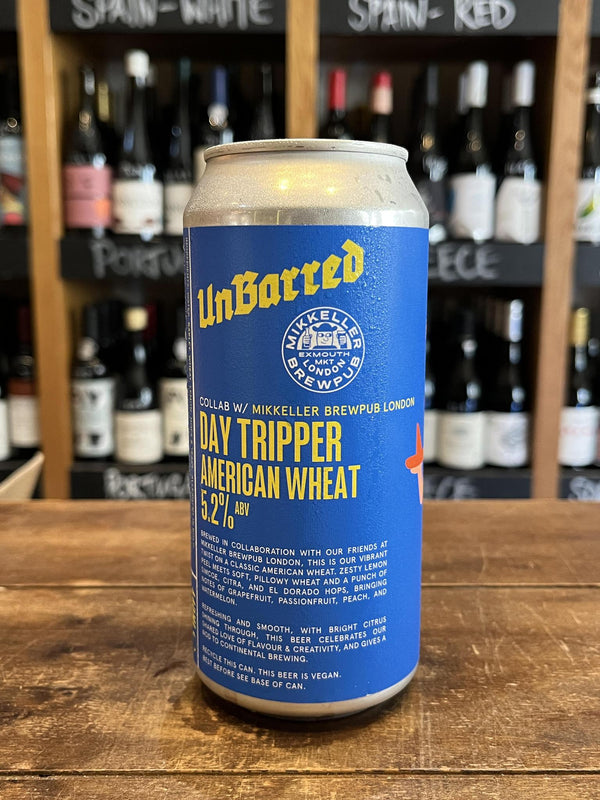 SPAIN-WHITE
SPAIN-RED
PORTU
ECE
UnBarred
MIKKELLER
EXMOUTH
MKT
LONDON
BREWPUB
COLLAB W/ MIKKELLER BREWPUB LONDON
DAY TRIPPER
AMERICAN WHEAT
5.2% ABV
BREWED IN COLLABORATION WITH OUR FRIENDS AT
MIKKELLER BREWPUB LONDON, THIS IS OUR VIBRANT
TWIST ON A CLASSIC AMERICAN WHEAT. ZESTY LEMON
PEEL MEETS SOFT, PILLOWY WHEAT AND A PUNCH OF
SIMCOE, CITRA, AND EL DORADO HOPS, BRINGING
NOTES OF GRAPEFRUIT, PASSIONFRUIT, PEACH, AND
WATERMELON.
REFRESHING AND SMOOTH, WITH BRIGHT CITRUS
SHINING THROUGH, THIS BEER CELEBRATES OUR
SHARED LOVE OF FLAVOUR & CREATIVITY, AND GIVES A
NOD TO CONTINENTAL BREWING.
RECYCLE THIS CAN. THIS BEER IS VEGAN.
BEST BEFORE SEE BASE OF CAN.
PORTUG
ECE